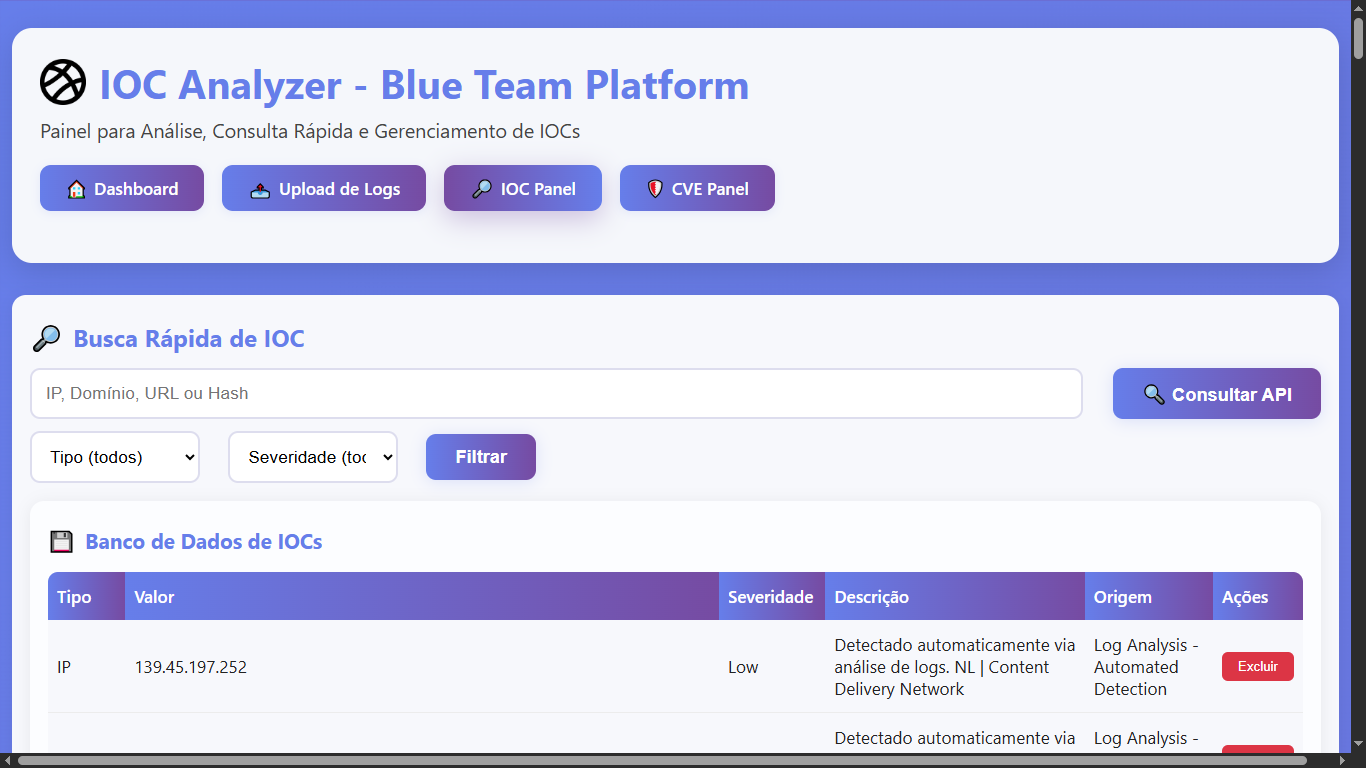 IOC Analyzer - Blue Team Platform
Painel para Análise, Consulta Rápida e Gerenciamento de IOCs
Dashboard
Upload de Logs
IOC Panel
CVE Panel
Busca Rápida de IOC
IP, Domínio, URL ou Hash
Consultar API
Tipo (todos)
Severidade (toc
Filtrar
Banco de Dados de IOCs
Tipo
Valor
Severidade
Descrição
Origem
Ações
IP
139.45.197.252
Low
Detectado automaticamente via
análise de logs. NL | Content
Delivery Network
Log Analysis -
Automated
Detection
Excluir
Detectado automaticamente via
Log Analysis -